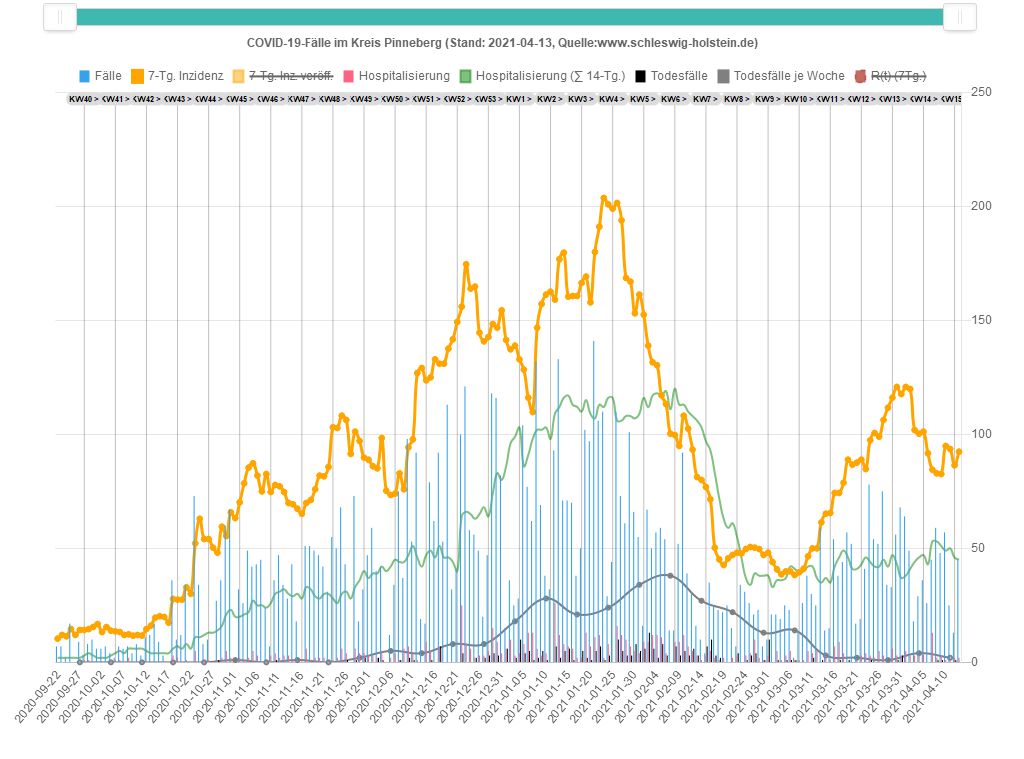 COVID-19-Fälle im Kreis Pinneberg (Stand: 2021-04-13, Quelle:www.schleswig-holstein.de)
Fälle 7-Tg. Inzidenz 7-Tg. Inz. veröff. Hospitalisierung Hospitalisierung (∑ 14-Tg.) Todesfälle Todesfälle je Woche R(t) (7Tg.)
KW40 > KW41 > KW42 > KW43 > KW44 > KW45 > KW46 > KW47 > KW48 > KW49 > KW50 > KW51 > KW52 > KW53 > KW1 > KW2 > KW3 > KW4 > KW5 > KW6 > KW7 > KW8 > KW9 > KW10 > KW11 > KW12 > KW13 > KW14 > KW15
250
200
150
100
50
0
2020-09-22 2020-09-27 2020-10-02 2020-10-07 2020-10-12 2020-10-17 2020-10-22 2020-10-27 2020-11-01 2020-11-06 2020-11-11 2020-11-16 2020-11-21 2020-11-26 2020-12-01 2020-12-06 2020-12-11 2020-12-16 2020-12-21 2020-12-26 2020-12-31 2021-01-05 2021-01-10 2021-01-15 2021-01-20 2021-01-25 2021-01-30 2021-02-04 2021-02-09 2021-02-14 2021-02-19 2021-02-24 2021-03-01 2021-03-06 2021-03-11 2021-03-16 2021-03-21 2021-03-26 2021-03-31 2021-04-05 2021-04-10